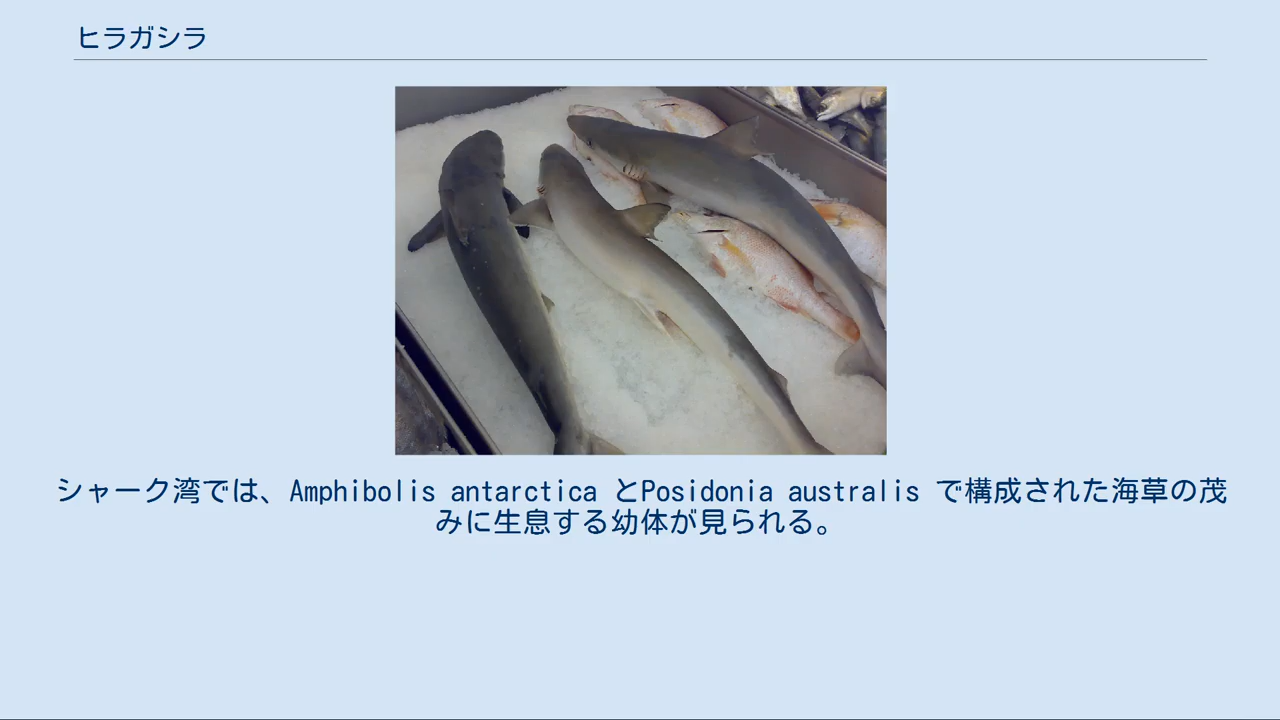 ヒラガシラ
シャーク湾では、Amphibolis antarctica とPosidonia australis で構成された海草の茂
みに生息する幼体が見られる。